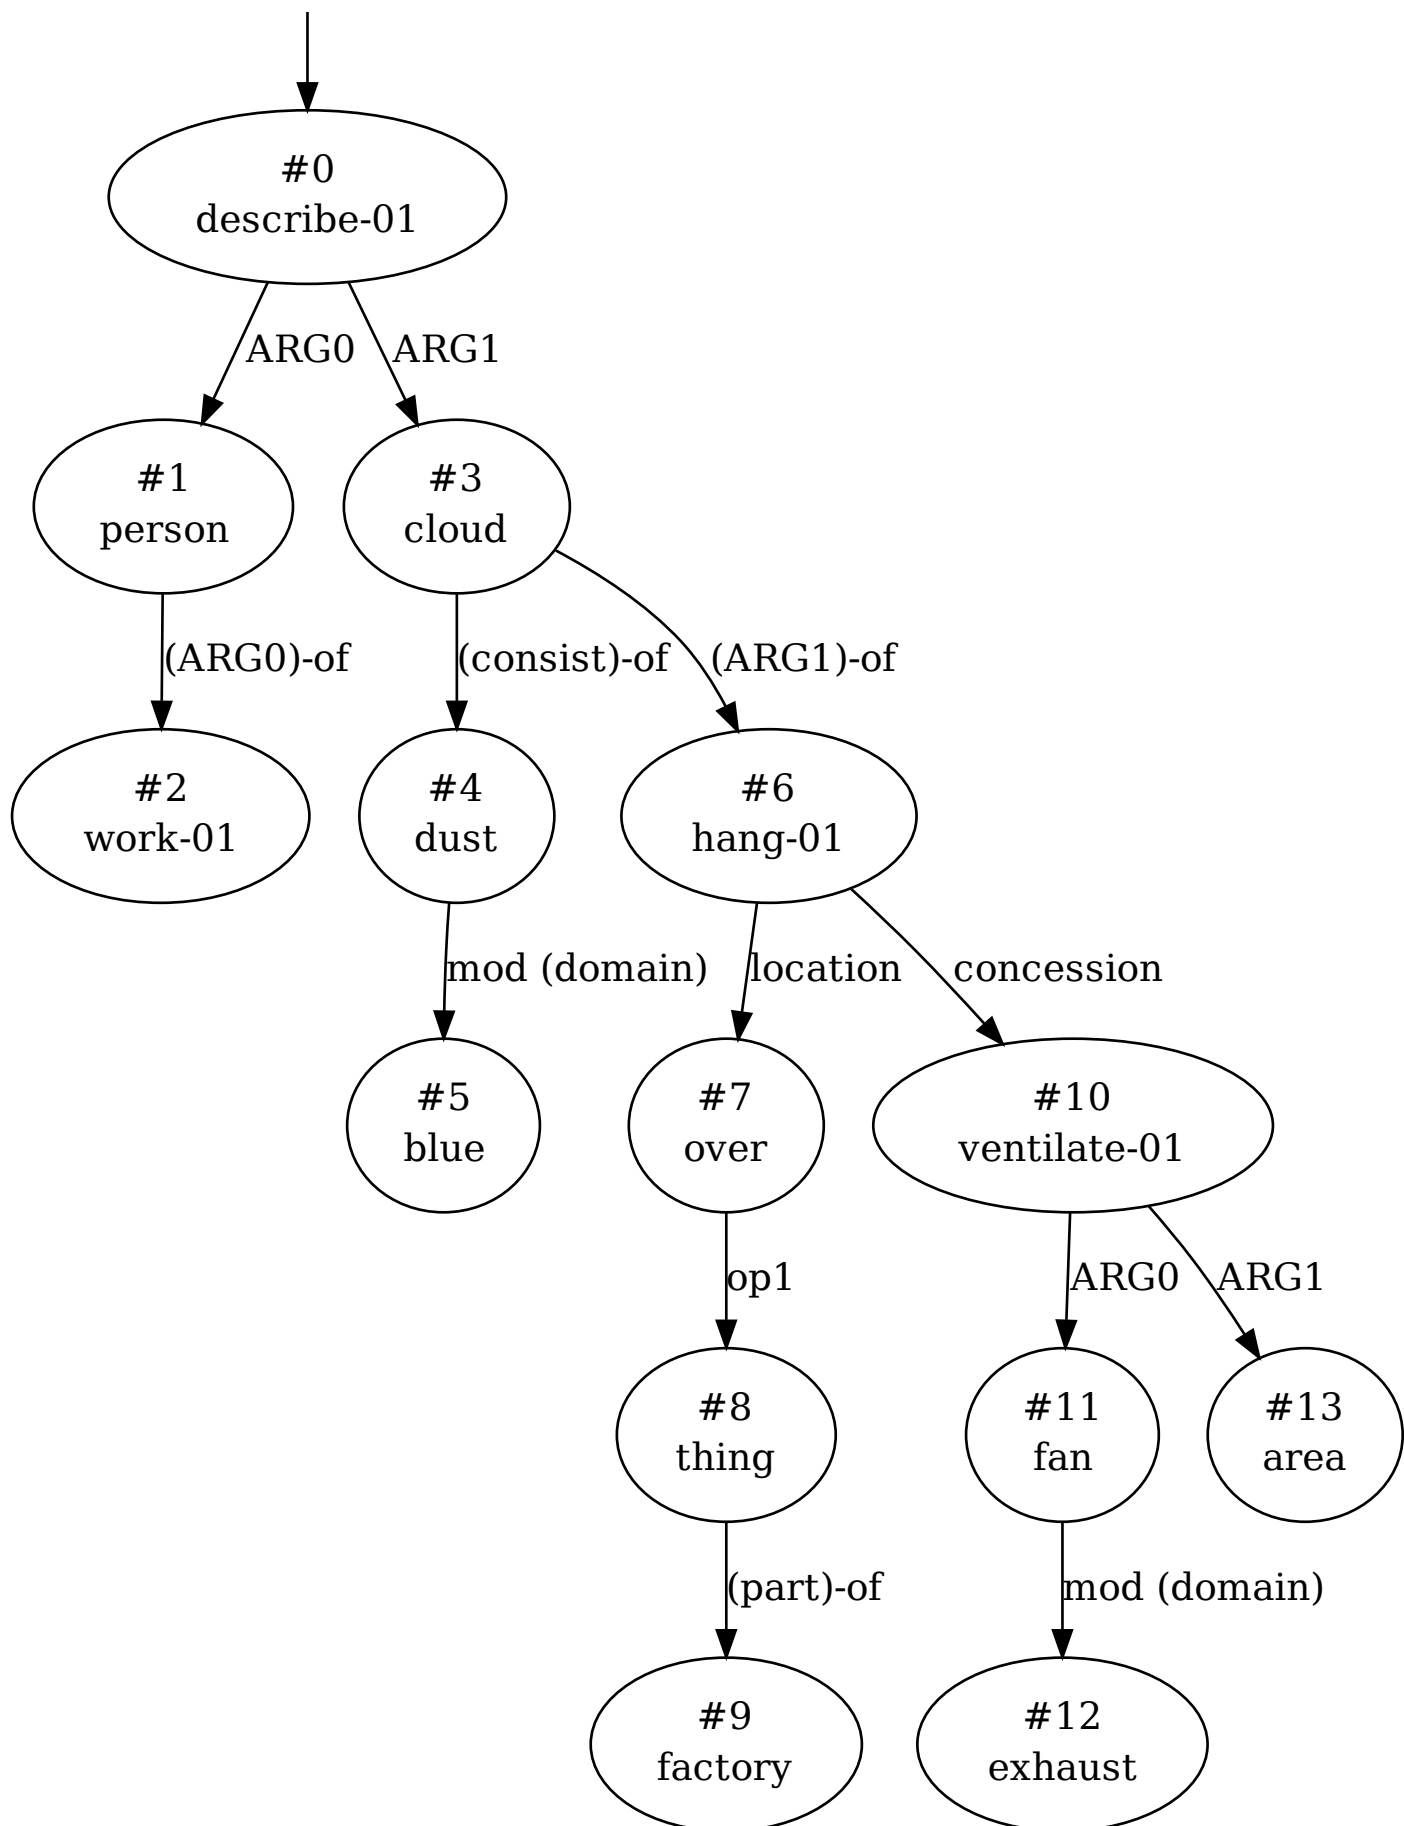 #0
describe-01
ARG0
ARG1
#1
person
#3
cloud
(ARG0)-of
(consist)-of
(ARG1)-of
#2
work-01
#4
dust
#6
hang-01
mod (domain)
location
concession
#5
blue
#7
over
#10
ventilate-01
op1
ARG0
ARG1
#8
thing
#11
fan
#13
area
(part)-of
mod (domain)
#9
factory
#12
exhaust